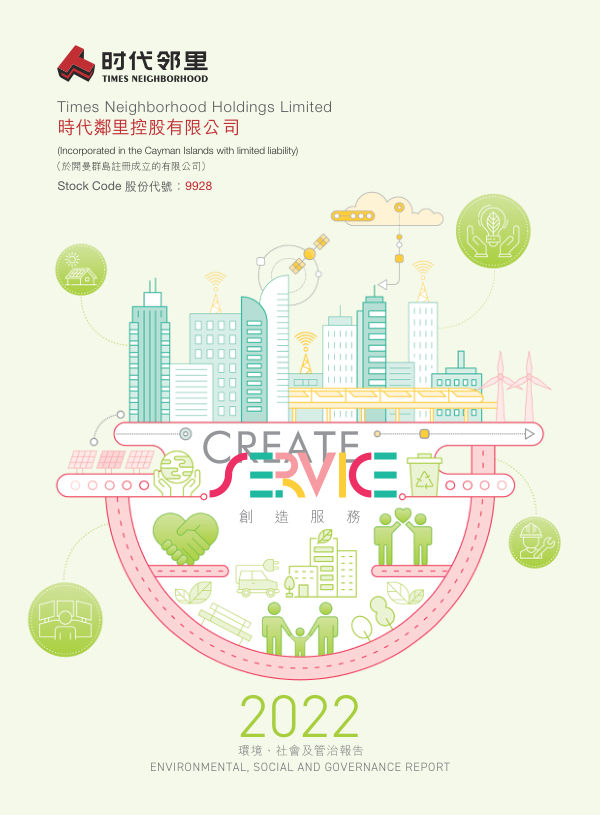 时代邻里
TIMES NEIGHBORHOOD
Times Neighborhood Holdings Limited
時代鄰里控股有限公司
(Incorporated in the Cayman Islands with limited liability)
(於開曼群島註冊成立的有限公司)
Stock Code 股份代號：9928
CREATE
SERVICE
創造服務
2022
環境、社會及管治報告
ENVIRONMENTAL, SOCIAL AND GOVERNANCE REPORT